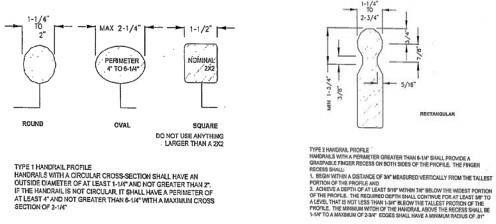 1-1/4"
TO
2"
MAX 2-1/4"
1-1/2"
PERIMETER
4" TO 6-1/4"
NOMINAL
2X2
ROUND
OVAL
SQUARE
DO NOT USE ANYTHING
LARGER THAN A 2X2
TYPE 1 HANDRAIL PROFILE
HANDRAILS WITH A CIRCULAR CROSS-SECTION SHALL HAVE AN
OUTSIDE DIAMETER OF AT LEAST 1-1/4" AND NOT GREATER THAN 2".
IF THE HANDRAIL IS NOT CIRCULAR, IT SHALL HAVE A PERIMETER OF
AT LEAST 4" AND NOT GREATER THAN 6-1/4" WITH A MAXIMUM CROSS
SECTION OF 2-1/4"
1-1/4"
TO
2-3/4"
3/4"
7/8"
MIN 1-3/4"
3/8"
5/16"
RECTANGULAR
TYPE 2 HANDRAIL PROFILE
HANDRAILS WITH A PERIMETER GREATER THAN 6-1/4" SHALL PROVIDE A
GRASPABLE FINGER RECESS ON BOTH SIDES OF THE PROFILE. THE FINGER
RECESS SHALL:
1. BEGIN WITHIN A DISTANCE OF 3/4" MEASURED VERTICALLY FROM THE TALLEST
PORTION OF THE PROFILE AND
2. ACHIEVE A DEPTH OF AT LEAST 5/16" WITHIN 7/8" BELOW THE WIDEST PORTION
OF THE PROFILE. THE REQUIRED DEPTH SHALL CONTINUE FOR AT LEAST 3/8" TO
A LEVEL THAT IS NOT LESS THAN 1-3/4" BELOW THE TALLEST PORTION OF THE
PROFILE. THE MINIMUM WIDTH OF THE HANDRAIL ABOVE THE RECESS SHALL BE
1-1/4" TO A MAXIMUM OF 2-3/4" EDGES SHALL HAVE MINIMUM EDGES OF .01"